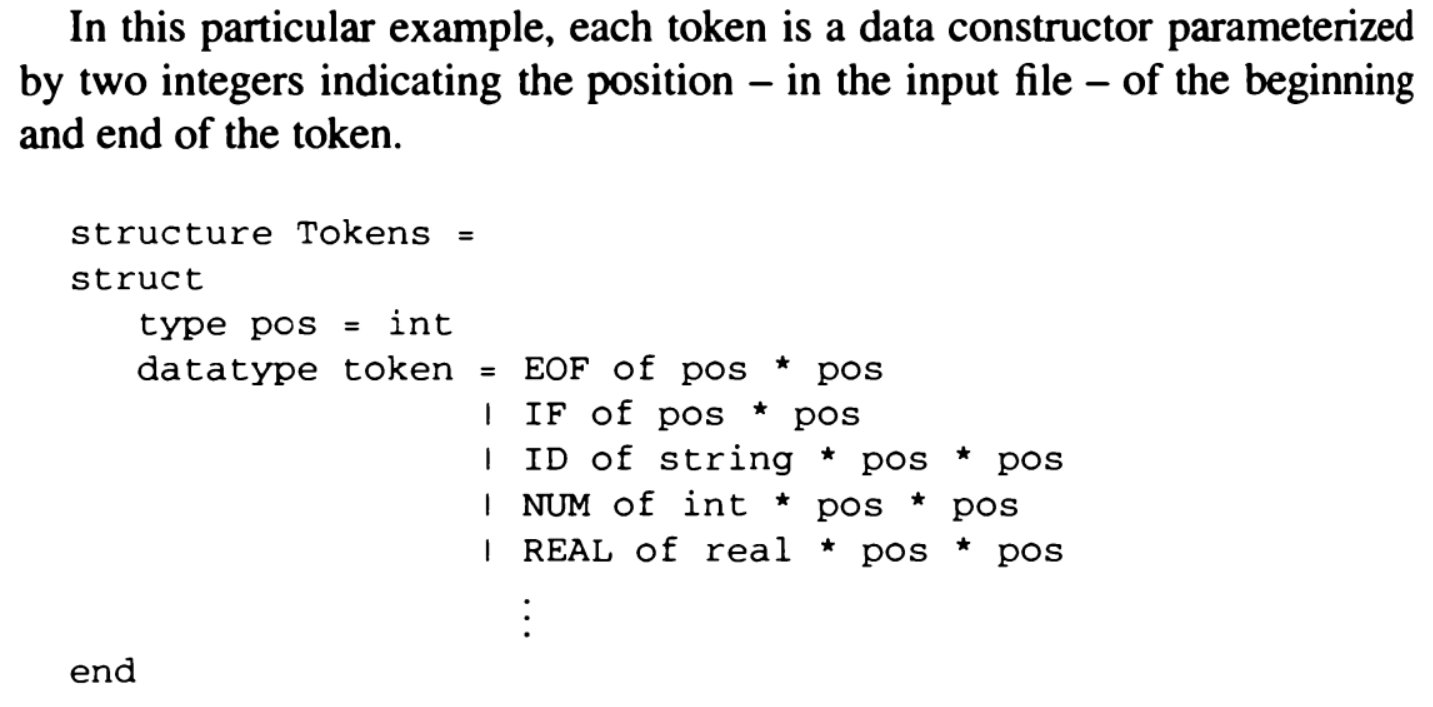 In this particular example, each token is a data constructor parameterized
by two integers indicating the position – in the input file – of the beginning
and end of the token.
structure Tokens =
struct
type pos = int
datatype token = EOF of pos * pos
| IF of pos * pos
| ID of string * pos * pos
| NUM of int * pos * pos
| REAL of real * pos * pos
⋮
end